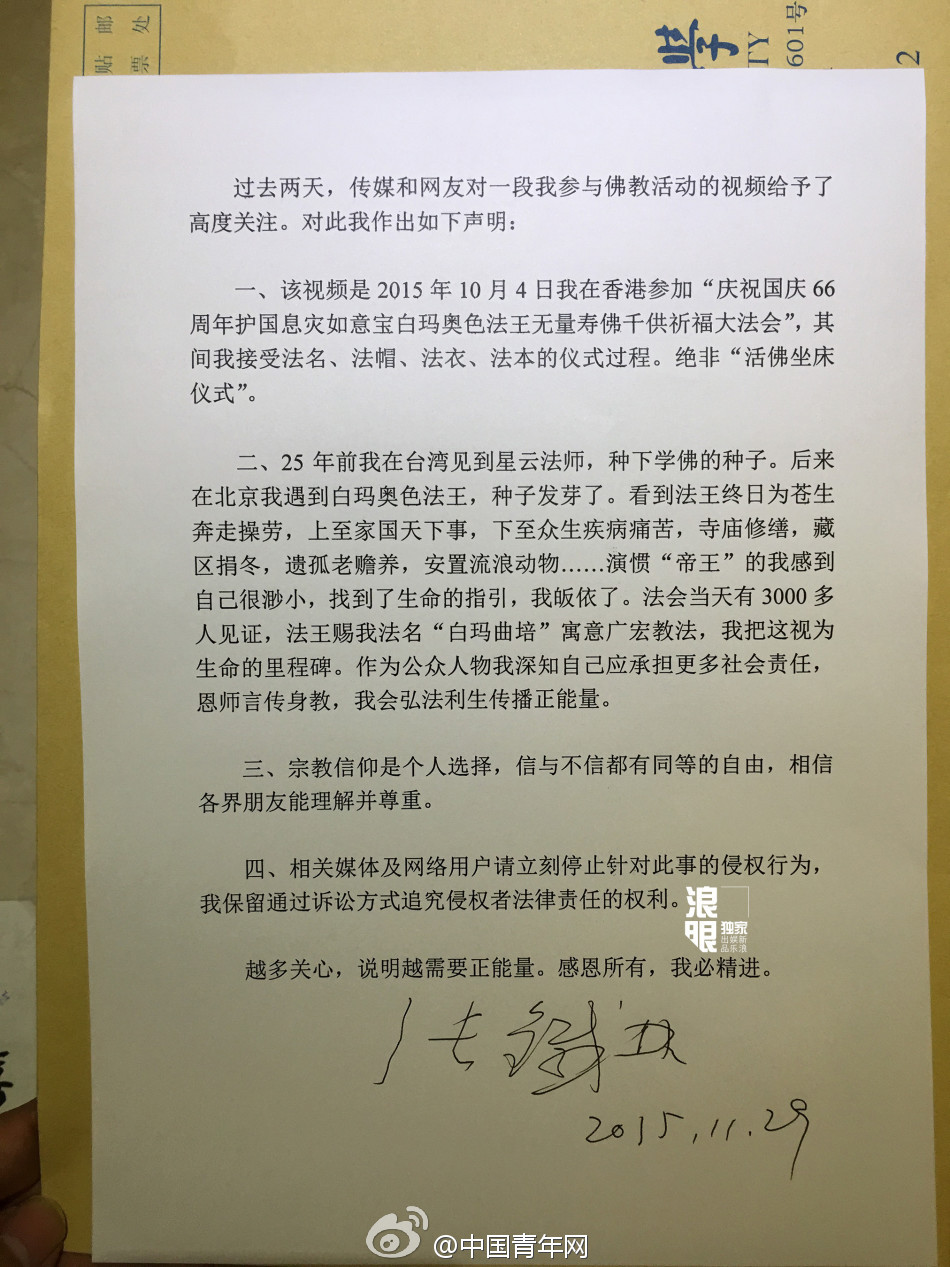 贴 邮
票 处
TY
601号
2
过去两天，传媒和网友对一段我参与佛教活动的视频给予了
高度关注。对此我作出如下声明：
一、该视频是 2015 年 10 月 4 日我在香港参加“庆祝国庆 66
周年护国息灾如意宝白玛奥色法王无量寿佛千供祈福大法会”，其
间我接受法名、法帽、法衣、法本的仪式过程。绝非“活佛坐床
仪式”。
二、25 年前我在台湾见到星云法师，种下学佛的种子。后来
在北京我遇到白玛奥色法王，种子发芽了。看到法王终日为苍生
奔走操劳，上至家国天下事，下至众生疾病痛苦，寺庙修缮，藏
区捐冬，遗孤老赡养，安置流浪动物……演惯“帝王”的我感到
自己很渺小，找到了生命的指引，我皈依了。法会当天有 3000 多
人见证，法王赐我法名“白玛曲培”寓意广宏教法，我把这视为
生命的里程碑。作为公众人物我深知自己应承担更多社会责任，
恩师言传身教，我会弘法利生传播正能量。
三、宗教信仰是个人选择，信与不信都有同等的自由，相信
各界朋友能理解并尊重。
四、相关媒体及网络用户请立刻停止针对此事的侵权行为，
我保留通过诉讼方式追究侵权者法律责任的权利。
浪眼
独家
出娱新
品乐浪
越多关心，说明越需要正能量。感恩所有，我必精进。
2015.11.29
@中国青年网